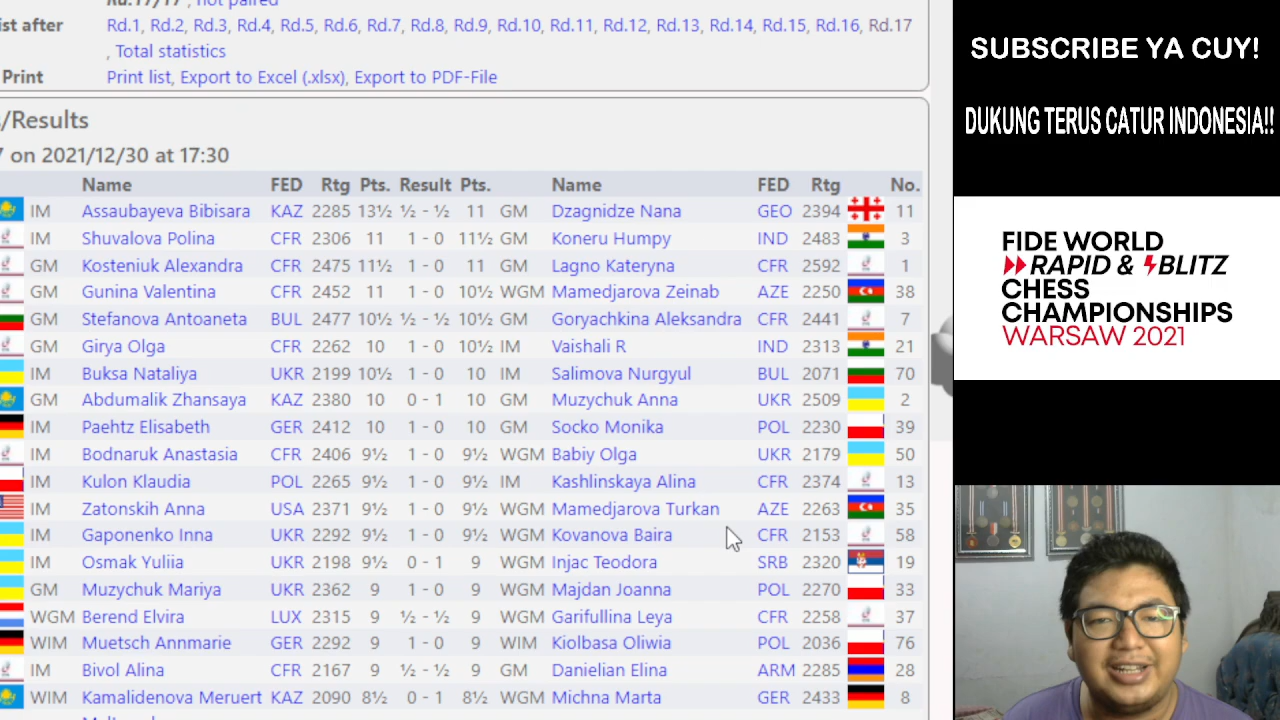 Rd.17/17 , not paired
ist after Rd.1, Rd.2, Rd.3, Rd.4, Rd.5, Rd.6, Rd.7, Rd.8, Rd.9, Rd.10, Rd.11, Rd.12, Rd.13, Rd.14, Rd.15, Rd.16, Rd.17
, Total statistics
Print Print list, Export to Excel (.xlsx), Export to PDF-File
/Results
7 on 2021/12/30 at 17:30
Name FED Rtg Pts. Result Pts. Name FED Rtg No.
IM Assaubayeva Bibisara KAZ 2285 13½ ½ - ½ 11 GM Dzagnidze Nana GEO 2394 11
IM Shuvalova Polina CFR 2306 11 1 - 0 11½ GM Koneru Humpy IND 2483 3
GM Kosteniuk Alexandra CFR 2475 11½ 1 - 0 11 GM Lagno Kateryna CFR 2592 1
GM Gunina Valentina CFR 2452 11 1 - 0 10½ WGM Mamedjarova Zeinab AZE 2250 38
GM Stefanova Antoaneta BUL 2477 10½ ½ - ½ 10½ GM Goryachkina Aleksandra CFR 2441 7
GM Girya Olga CFR 2262 10 1 - 0 10½ IM Vaishali R IND 2313 21
IM Buksa Nataliya UKR 2199 10½ 1 - 0 10 IM Salimova Nurgyul BUL 2071 70
GM Abdumalik Zhansaya KAZ 2380 10 0 - 1 10 GM Muzychuk Anna UKR 2509 2
IM Paehtz Elisabeth GER 2412 10 1 - 0 10 GM Socko Monika POL 2230 39
IM Bodnaruk Anastasia CFR 2406 9½ 1 - 0 9½ WGM Babiy Olga UKR 2179 50
IM Kulon Klaudia POL 2265 9½ 1 - 0 9½ IM Kashlinskaya Alina CFR 2374 13
IM Zatonskih Anna USA 2371 9½ 1 - 0 9½ WGM Mamedjarova Turkan AZE 2263 35
IM Gaponenko Inna UKR 2292 9½ 1 - 0 9½ WGM Kovanova Baira CFR 2153 58
IM Osmak Yuliia UKR 2198 9½ 0 - 1 9 WGM Injac Teodora SRB 2320 19
GM Muzychuk Mariya UKR 2362 9 1 - 0 9 WGM Majdan Joanna POL 2270 33
WGM Berend Elvira LUX 2315 9 ½ - ½ 9 WGM Garifullina Leya CFR 2258 37
WIM Muetsch Annmarie GER 2292 9 1 - 0 9 WIM Kiolbasa Oliwia POL 2036 76
IM Bivol Alina CFR 2167 9 ½ - ½ 9 GM Danielian Elina ARM 2285 28
WIM Kamalidenova Meruert KAZ 2090 8½ 0 - 1 8½ WGM Michna Marta GER 2433 8
SUBSCRIBE YA CUY!
DUKUNG TERUS CATUR INDONESIA!!
FIDE WORLD
RAPID & BLITZ
CHESS
CHAMPIONSHIPS
WARSAW 2021